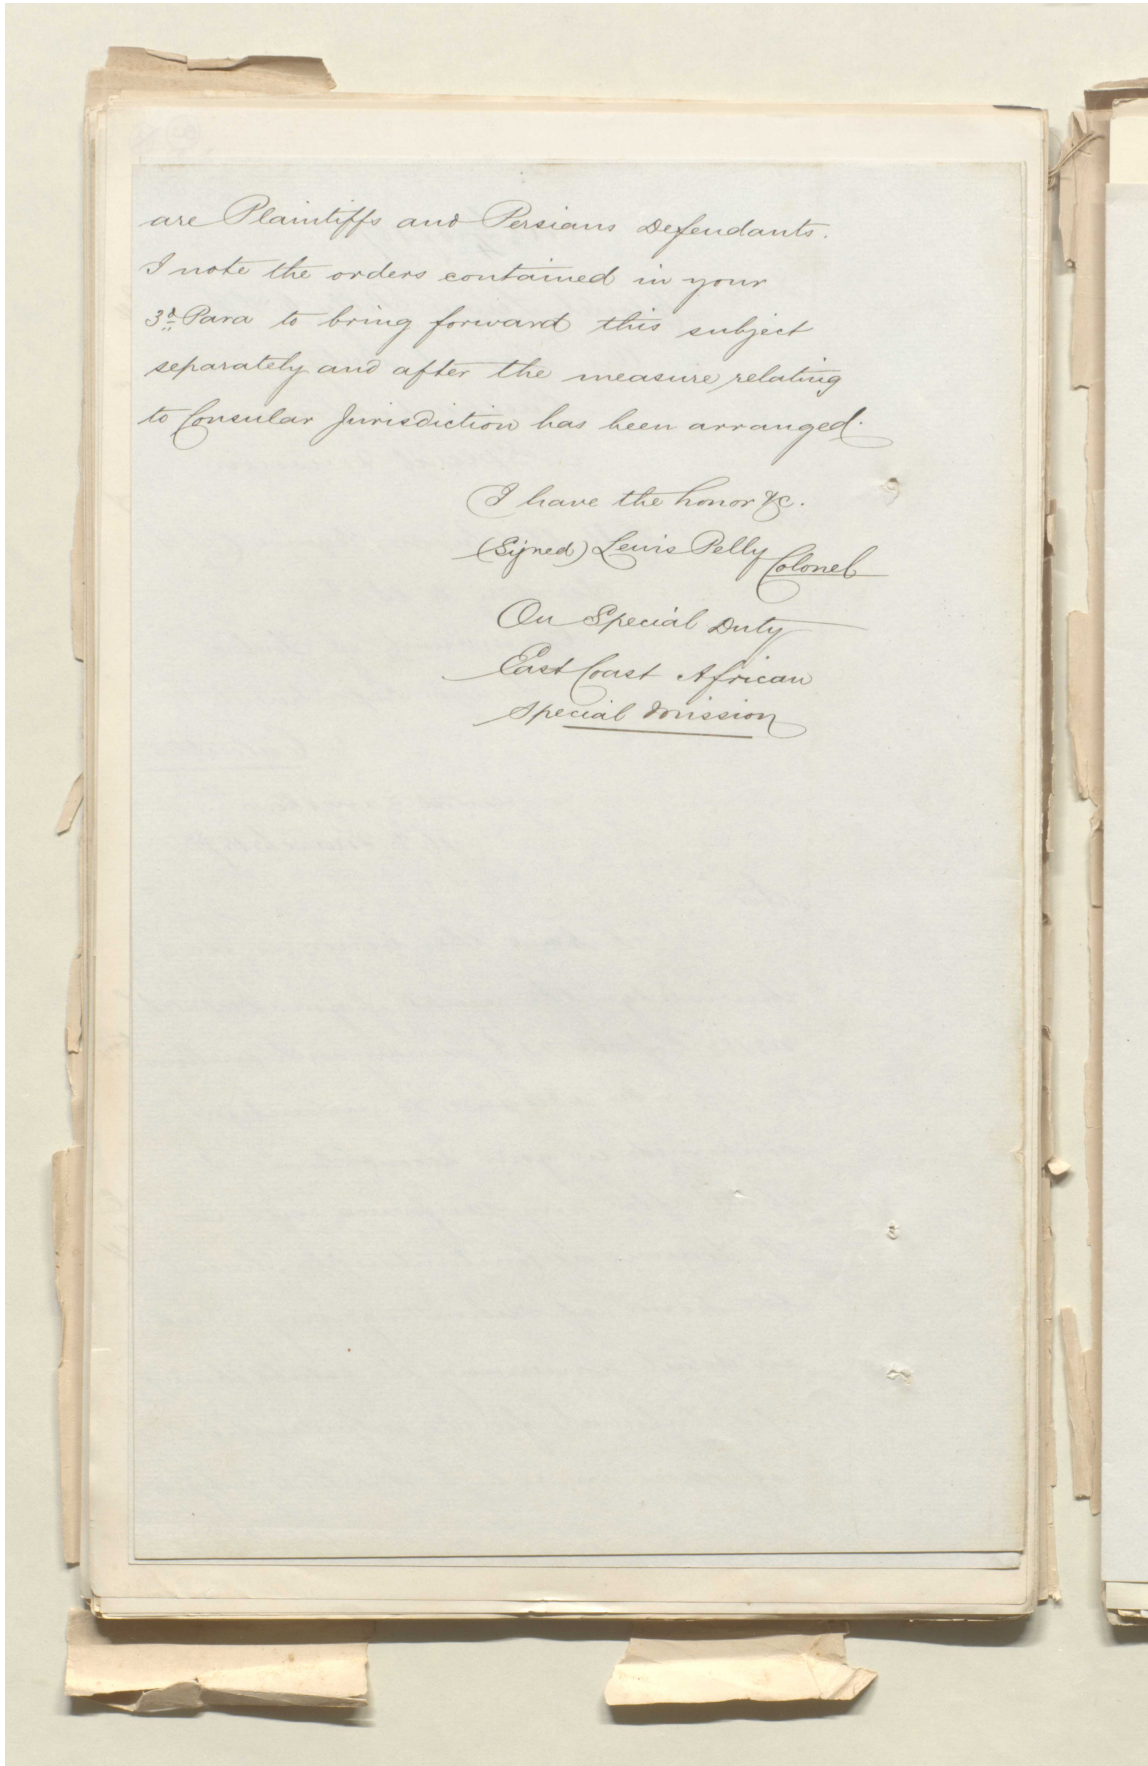 are Plaintiffs and Persians Defendants.
I note the orders contained in your
3d Para to bring forward this subject
separately and after the measure relating
to Consular Jurisdiction has been arranged.
I have the honor &c.
(Signed) Lewis Pelly Colonel
On Special Duty
East Coast African
Special Mission